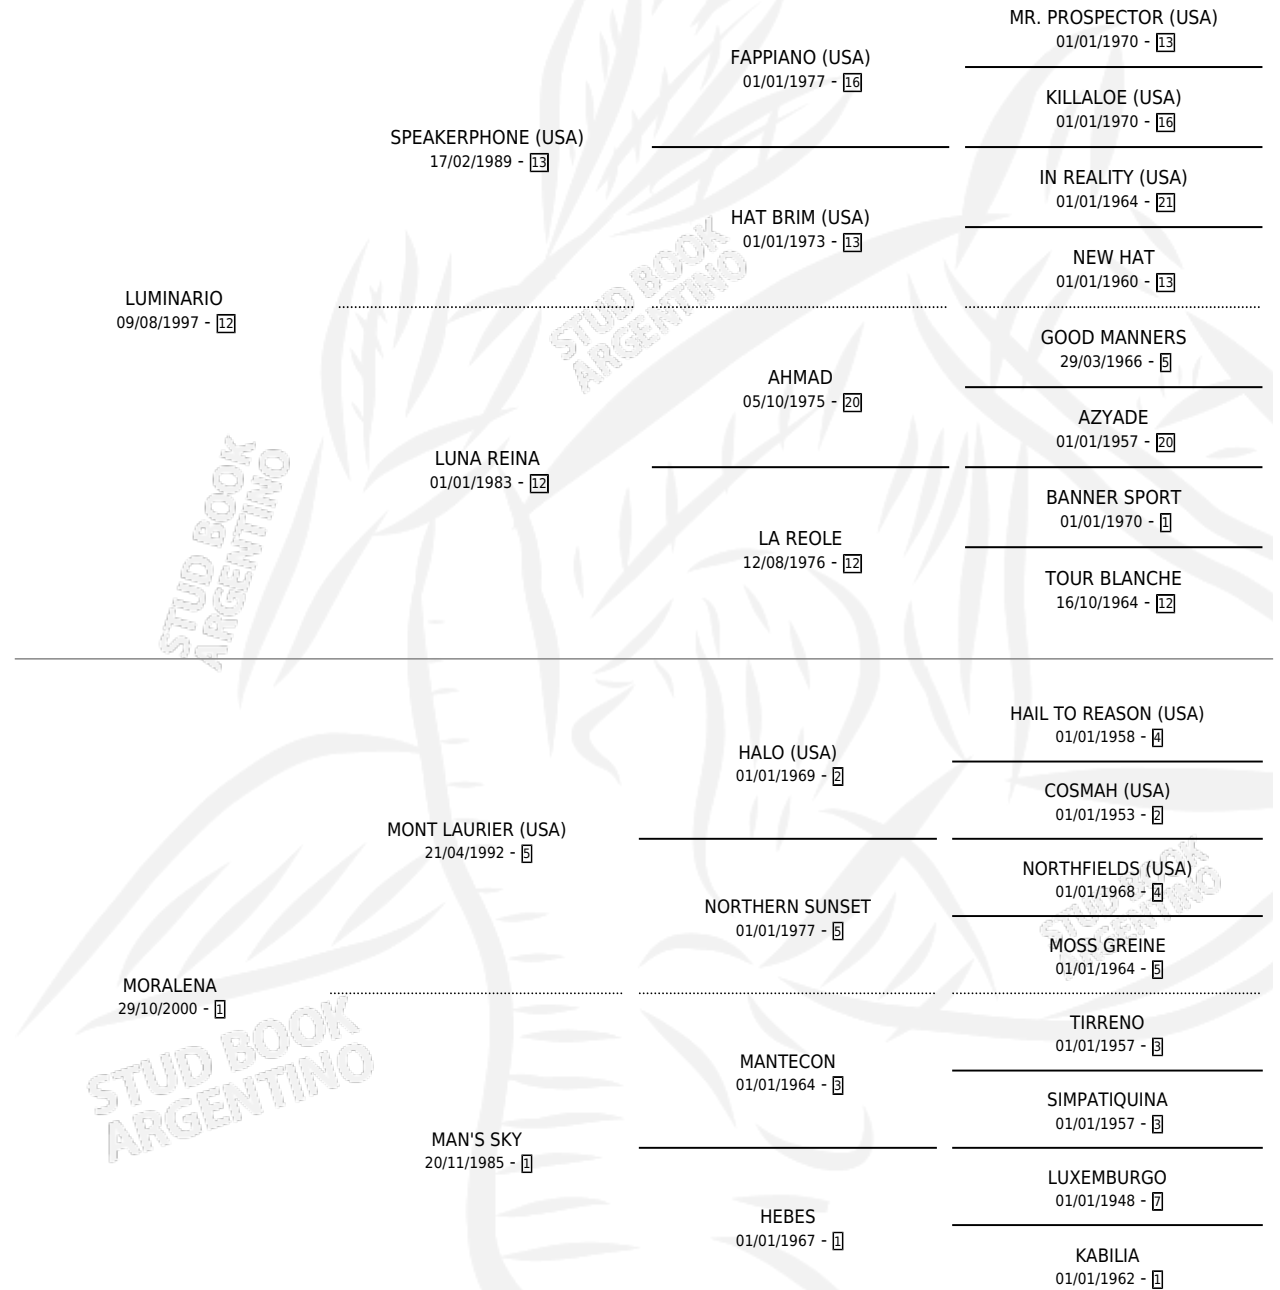 MR. PROSPECTOR (USA)
01/01/1970 - 13
FAPPIANO (USA)
01/01/1977 - 16
KILLALOE (USA)
01/01/1970 - 16
SPEAKERPHONE (USA)
17/02/1989 - 13
IN REALITY (USA)
01/01/1964 - 21
HAT BRIM (USA)
01/01/1973 - 13
NEW HAT
01/01/1960 - 13
LUMINARIO
09/08/1997 - 12
GOOD MANNERS
29/03/1966 - 5
AHMAD
05/10/1975 - 20
AZYADE
01/01/1957 - 20
LUNA REINA
01/01/1983 - 12
BANNER SPORT
01/01/1970 - 1
LA REOLE
12/08/1976 - 12
TOUR BLANCHE
16/10/1964 - 12
HAIL TO REASON (USA)
01/01/1958 - 4
HALO (USA)
01/01/1969 - 2
COSMAH (USA)
01/01/1953 - 2
MONT LAURIER (USA)
21/04/1992 - 5
NORTHFIELDS (USA)
01/01/1968 - 4
NORTHERN SUNSET
01/01/1977 - 5
MOSS GREINE
01/01/1964 - 5
MORALENA
29/10/2000 - 1
TIRRENO
01/01/1957 - 3
MANTECON
01/01/1964 - 3
SIMPATIQUINA
01/01/1957 - 3
MAN'S SKY
20/11/1985 - 1
LUXEMBURGO
01/01/1948 - 7
HEBES
01/01/1967 - 1
KABILIA
01/01/1962 - 1
STUD BOOK
ARGENTINO
STUD BOOK
ARGENTINO
STUD BOOK
ARGENTINO
STUD BOOK
ARGENTINO